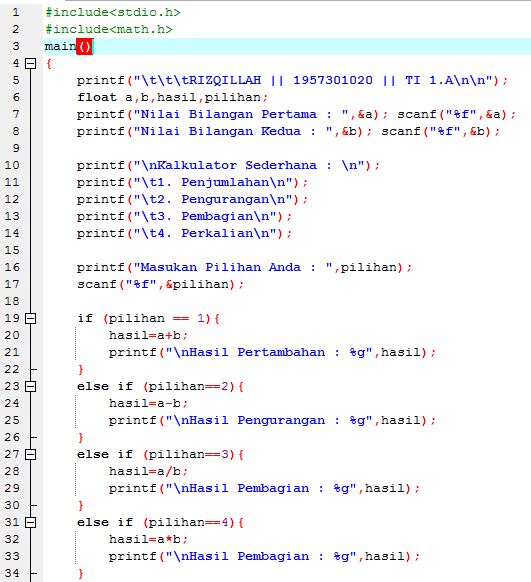 1 #include<stdio.h>
2 #include<math.h>
3 main()
4 {
5 printf("\t\t\tRIZQILLAH || 1957301020 || TI 1.A\n\n");
6 float a,b,hasil,pilihan;
7 printf("Nilai Bilangan Pertama : ",&a); scanf("%f",&a);
8 printf("Nilai Bilangan Kedua : ",&b); scanf("%f",&b);
9
10 printf("\nKalkulator Sederhana : \n");
11 printf("\t1. Penjumlahan\n");
12 printf("\t2. Pengurangan\n");
13 printf("\t3. Pembagian\n");
14 printf("\t4. Perkalian\n");
15
16 printf("Masukan Pilihan Anda : ",pilihan);
17 scanf("%f",&pilihan);
18
19 if (pilihan == 1){
20 hasil=a+b;
21 printf("\nHasil Pertambahan : %g",hasil);
22 }
23 else if (pilihan==2){
24 hasil=a-b;
25 printf("\nHasil Pengurangan : %g",hasil);
26 }
27 else if (pilihan==3){
28 hasil=a/b;
29 printf("\nHasil Pembagian : %g",hasil);
30 }
31 else if (pilihan==4){
32 hasil=a*b;
33 printf("\nHasil Pembagian : %g",hasil);
34 }